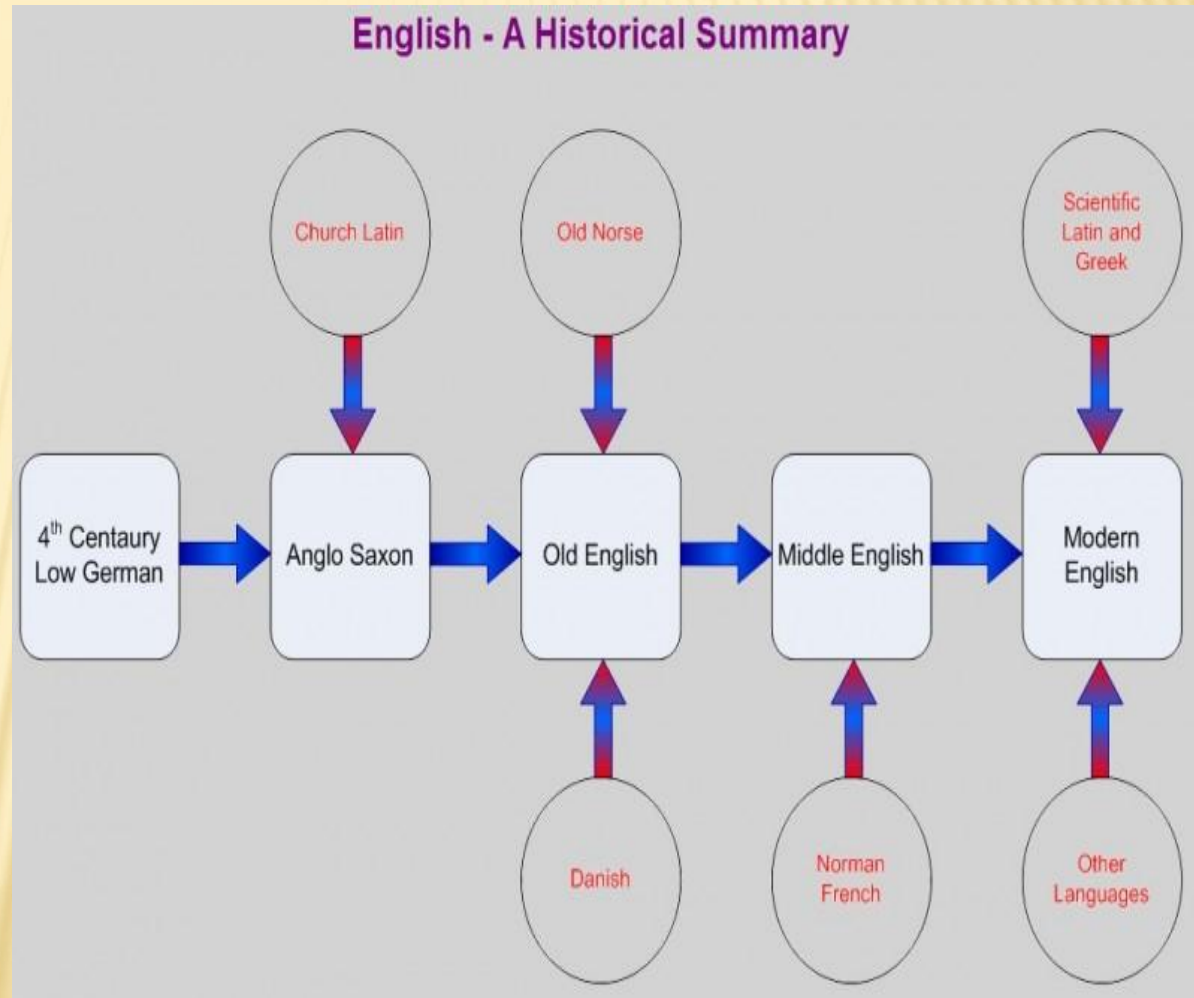 English - A Historical Summary
Church Latin
Old Norse
Scientific
Latin and
Greek
4th Centaury
Low German
Anglo Saxon
Old English
Middle English
Modern
English
Danish
Norman
French
Other
Languages